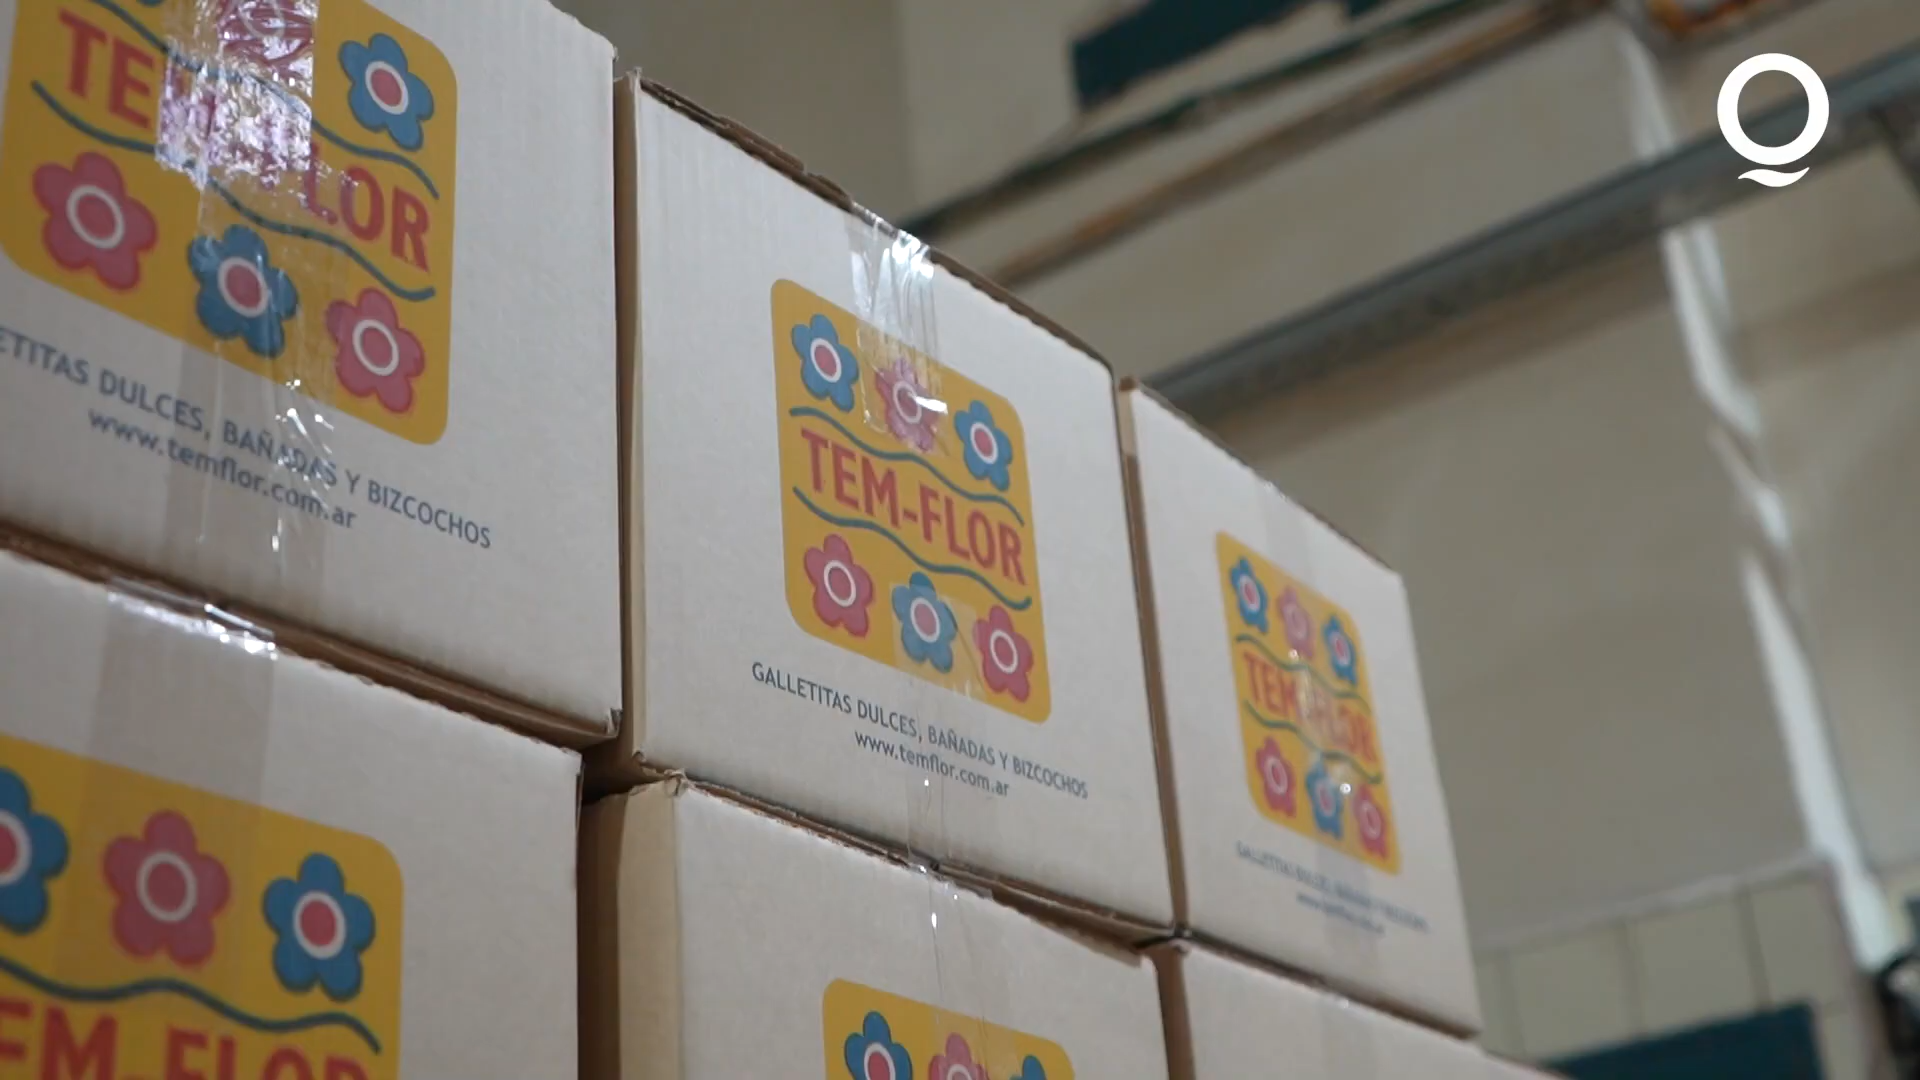 TEM-FLOR
ETITAS DULCES, BAÑADAS Y BIZCOCHOS
www.temflor.com.ar
TEM-FLOR
GALLETITAS DULCES, BAÑADAS Y BIZCOCHOS
www.temflor.com.ar
TEM-FLOR
EM-FLOR